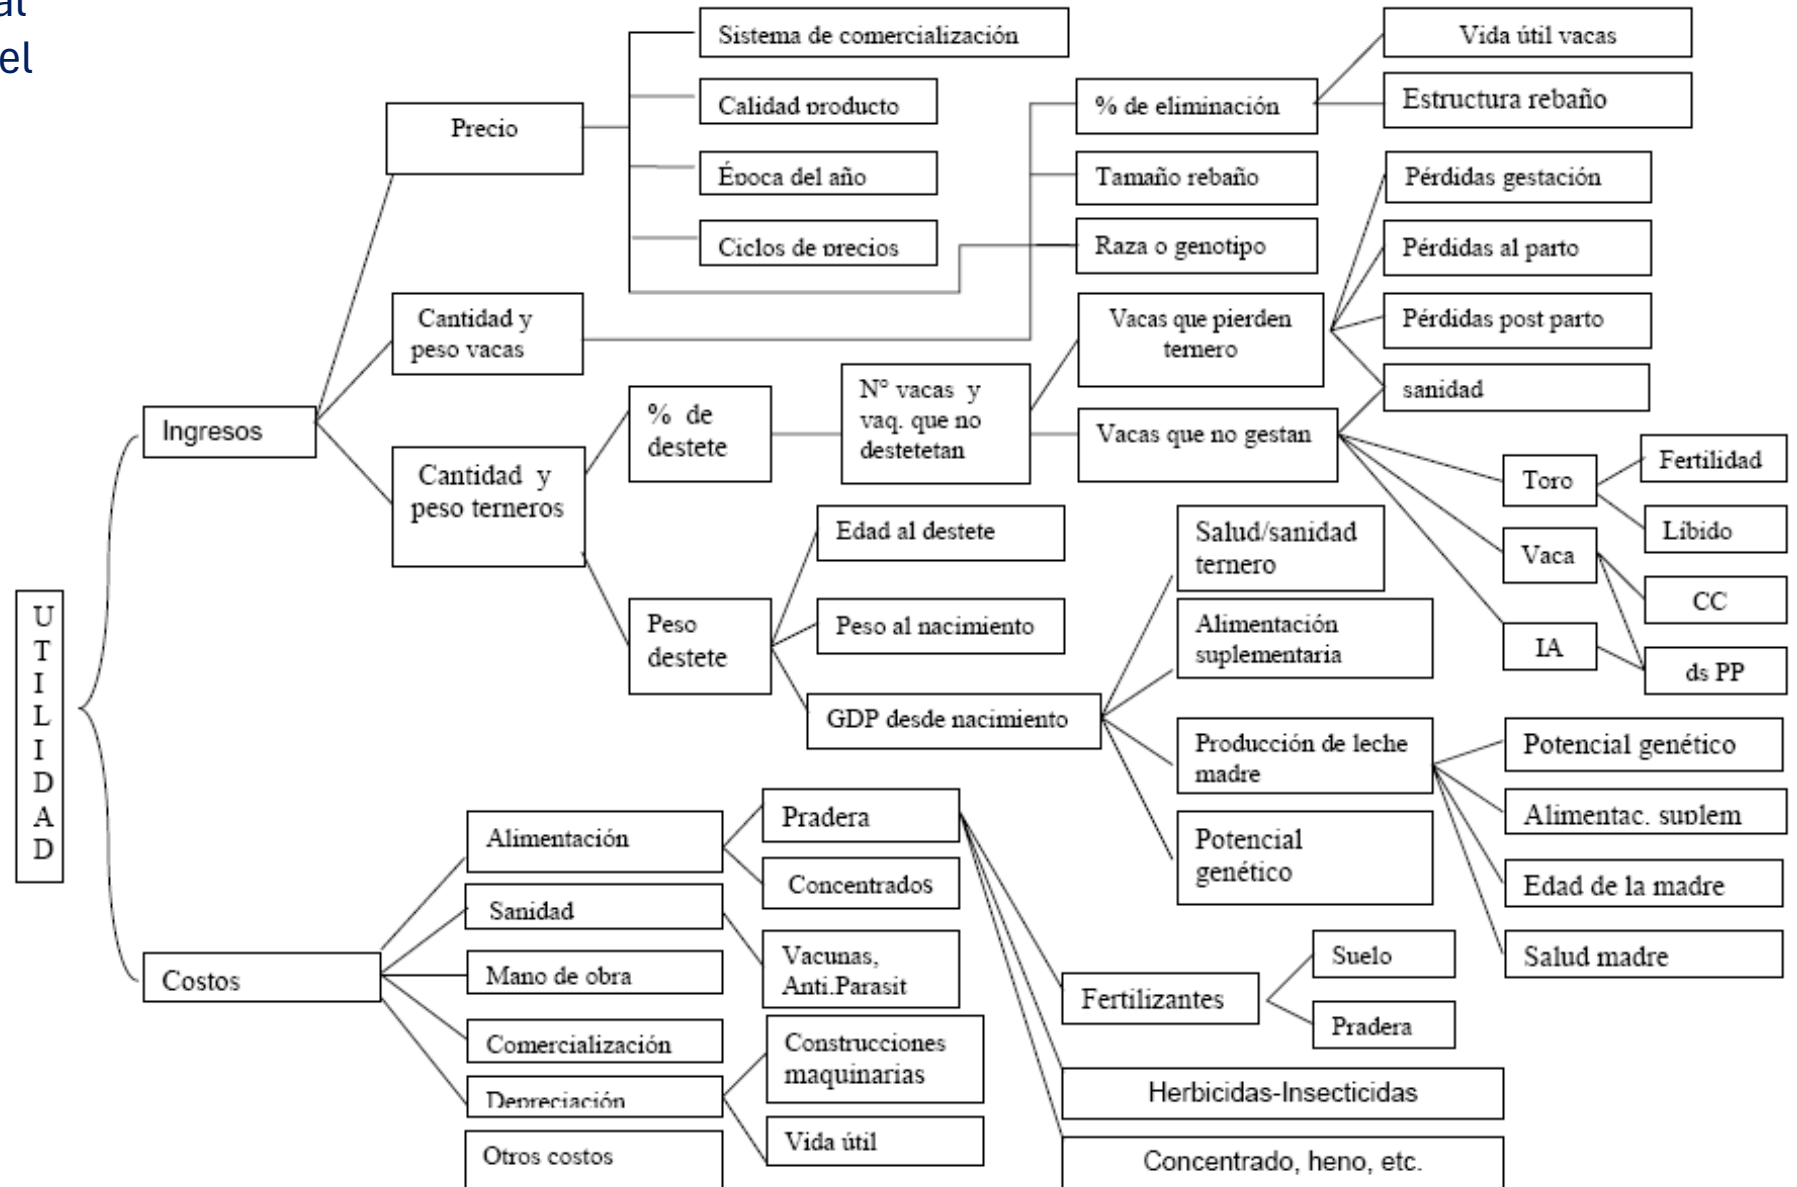 al
el
Sistema de comercialización
Vida útil vacas
Calidad producto
% de eliminación
Estructura rebaño
Precio
Época del año
Tamaño rebaño
Pérdidas gestación
Ciclos de precios
Raza o genotipo
Pérdidas al parto
Cantidad y
peso vacas
Vacas que pierden
ternero
Pérdidas post parto
sanidad
Ingresos
% de
destete
N° vacas y
vaq. que no
destetetan
Vacas que no gestan
Cantidad y
peso terneros
Toro
Fertilidad
Líbido
Edad al destete
Salud/sanidad
ternero
Vaca
CC
Peso
destete
Peso al nacimiento
Alimentación
suplementaria
IA
ds PP
GDP desde nacimiento
Producción de leche
madre
Potencial genético
Alimentac. suplem
Potencial
genético
Edad de la madre
Salud madre
U
T
I
L
I
D
A
D
Costos
Alimentación
Pradera
Concentrados
Sanidad
Vacunas,
Anti.Parasit
Mano de obra
Comercialización
Depreciación
Construcciones
maquinarias
Vida útil
Otros costos
Fertilizantes
Suelo
Pradera
Herbicidas-Insecticidas
Concentrado, heno, etc.